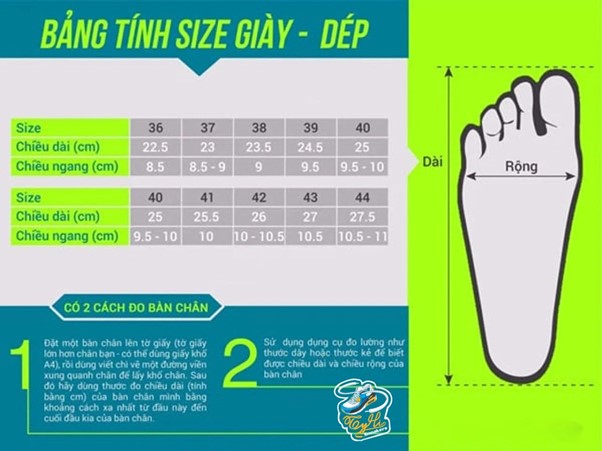 BẢNG TÍNH SIZE GIÀY - DÉP
Size 36 37 38 39 40
Chiều dài (cm) 22.5 23 23.5 24.5 25
Chiều ngang (cm) 8.5 8.5 - 9 9 9.5 9.5 - 10
Size 40 41 42 43 44
Chiều dài (cm) 25 25.5 26 27 27.5
Chiều ngang (cm) 9.5 - 10 10 10 - 10.5 10.5 10.5 - 11
Dài
Rộng
CÓ 2 CÁCH ĐO BÀN CHÂN
1
Đặt một bàn chân lên tờ giấy (tờ giấy
lớn hơn chân bạn - có thể dùng giấy khổ
A4), rồi dùng viết chì vẽ một đường viền
xung quanh chân để lấy khổ chân. Sau
đó hãy dùng thước đo chiều dài (tính
bằng cm) của bàn chân mình bằng
khoảng cách xa nhất từ đầu này đến
cuối đầu kia của bàn chân.
2
Sử dụng dụng cụ đo lường như
thước dây hoặc thước kẻ để biết
được chiều dài và chiều rộng của
bàn chân